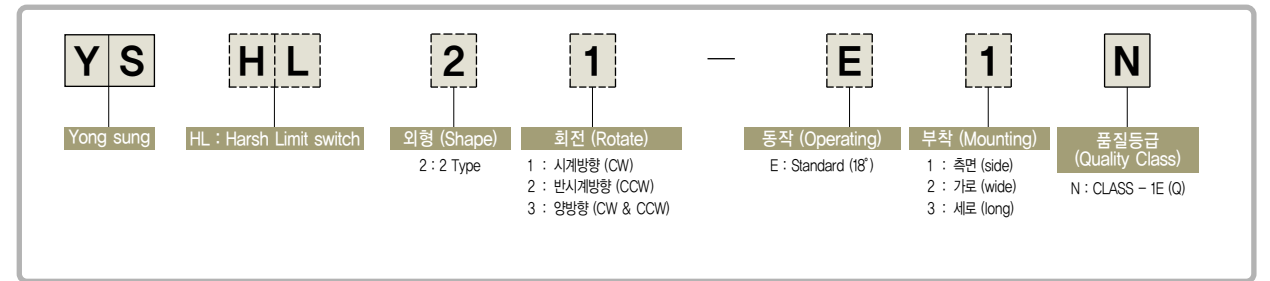 YS HL 2 1 — E 1 N
Yong sung
HL : Harsh Limit switch
외형 (Shape)
2 : 2 Type
회전 (Rotate)
1 : 시계방향 (CW)
2 : 반시계방향 (CCW)
3 : 양방향 (CW & CCW)
동작 (Operating)
E : Standard (18°)
부착 (Mounting)
1 : 측면 (side)
2 : 가로 (wide)
3 : 세로 (long)
품질등급
(Quality Class)
N : CLASS - 1E (Q)